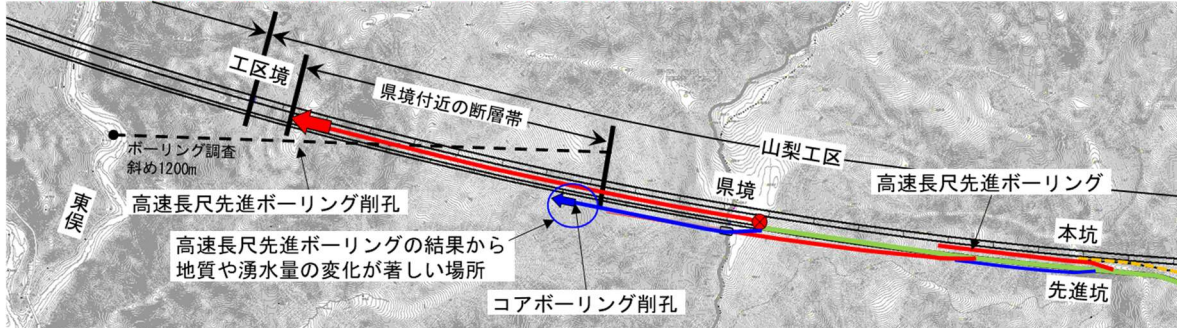 工区境
県境付近の断層帯
山梨工区
ボーリング調査
斜め1200m
高速長尺先進ボーリング削孔
東俣
県境
高速長尺先進ボーリング
高速長尺先進ボーリングの結果から
地質や湧水量の変化が著しい場所
コアボーリング削孔
本坑
先進坑